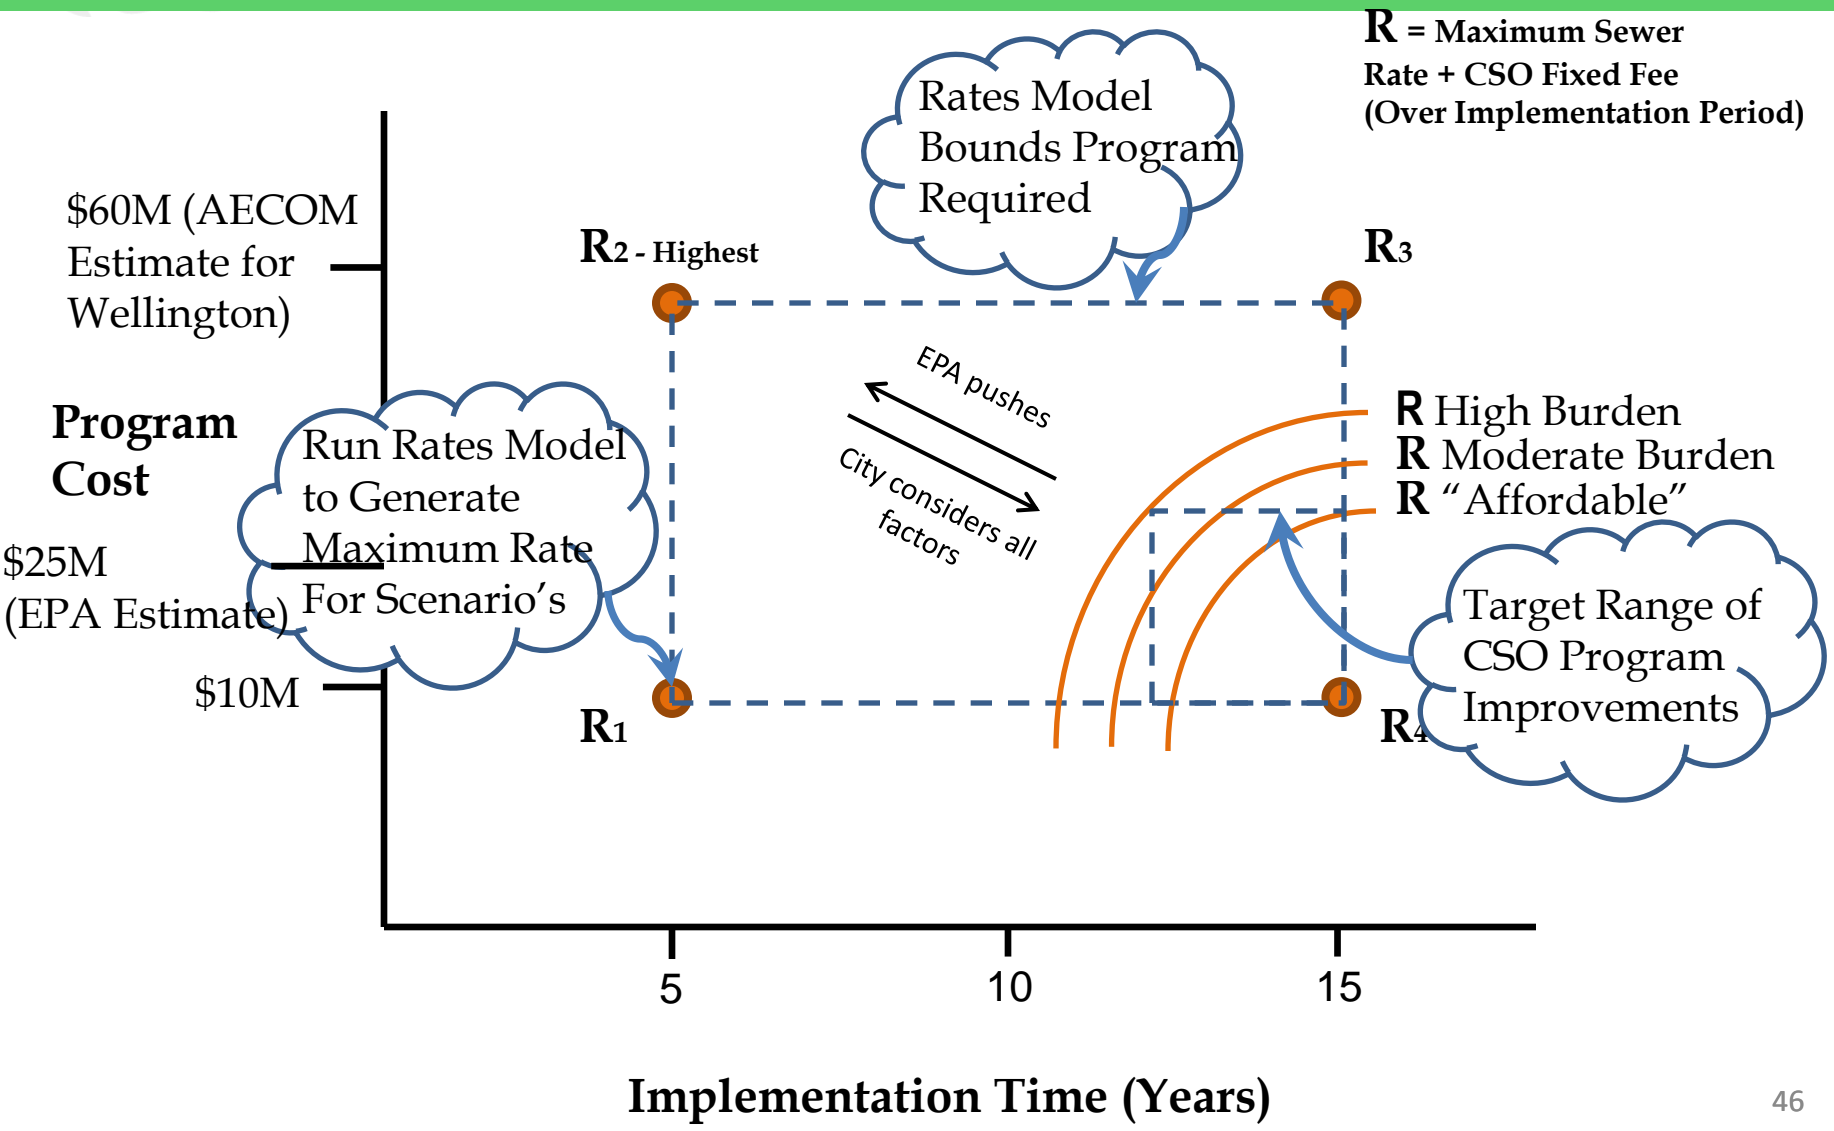 R = Maximum Sewer
Rate + CSO Fixed Fee
(Over Implementation Period)
Rates Model
Bounds Program
Required
$60M (AECOM
Estimate for
Wellington)
R2 - Highest
R3
EPA pushes
City considers all
factors
Program
Cost
Run Rates Model
to Generate
Maximum Rate
For Scenario’s
R High Burden
R Moderate Burden
R “Affordable”
$25M
(EPA Estimate)
Target Range of
CSO Program
Improvements
$10M
R1
R4
5
10
15
Implementation Time (Years)
46